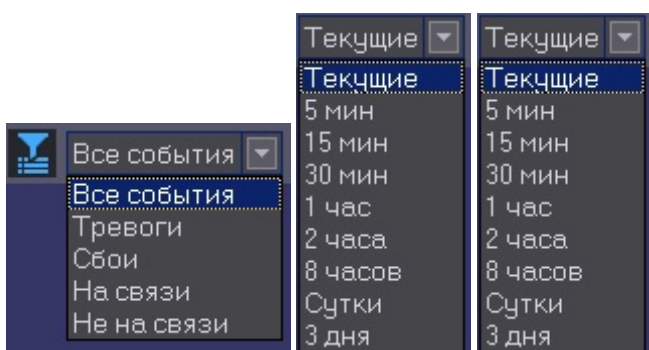 Все события
Все события
Тревоги
Сбои
На связи
Не на связи
Текущие
Текущие
5 мин
15 мин
30 мин
1 час
2 часа
8 часов
Сутки
3 дня
Текущие
Текущие
5 мин
15 мин
30 мин
1 час
2 часа
8 часов
Сутки
3 дня